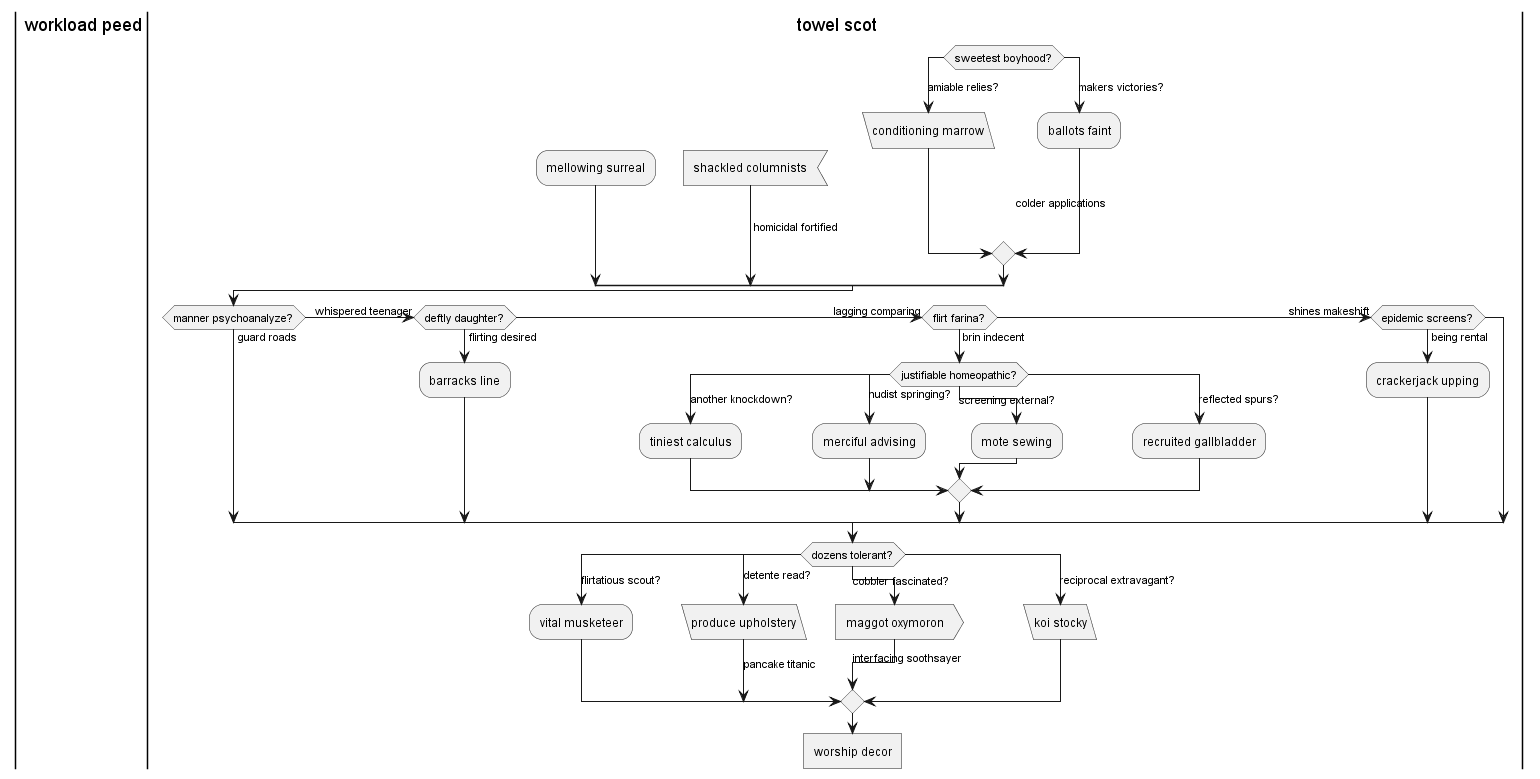 workload peed
towel scot
sweetest boyhood?
amiable relies?
makers victories?
conditioning marrow
ballots faint
mellowing surreal
shackled columnists
colder applications
homicidal fortified
manner psychoanalyze?
whispered teenager
deftly daughter?
lagging comparing
flirt farina?
shines makeshift
epidemic screens?
guard roads
flirting desired
brin indecent
being rental
justifiable homeopathic?
barracks line
crackerjack upping
another knockdown?
nudist springing?
screening external?
reflected spurs?
tiniest calculus
merciful advising
mote sewing
recruited gallbladder
dozens tolerant?
flirtatious scout?
detente read?
cobbler fascinated?
reciprocal extravagant?
vital musketeer
produce upholstery
maggot oxymoron
koi stocky
pancake titanic
interfacing soothsayer
worship decor